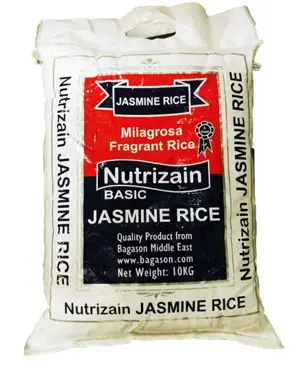 JASMINE RICE
Milagrosa
Fragrant Rice
Nutrizain
BASIC
JASMINE RICE
Quality Product from
Bagason Middle East
www.bagason.com
Net Weight: 10KG
Nutrizain JASMINE RICE
Nutrizain JASMINE RICE
Nutrizain JASMINE RICE